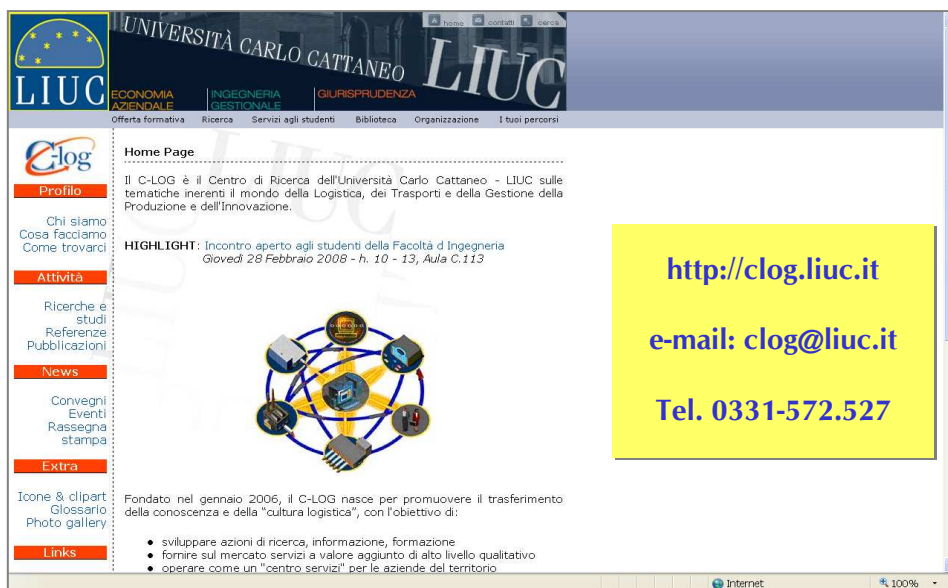 UNIVERSITÀ CARLO CATTANEO
LIUC
home contatti cerca
LIUC
ECONOMIA AZIENDALE
INGEGNERIA GESTIONALE
GIURISPRUDENZA
Offerta formativa Ricerca Servizi agli studenti Biblioteca Organizzazione I tuoi percorsi
C-log
Profilo
Chi siamo
Cosa facciamo
Come trovarci
Attività
Ricerche e
studi
Referenze
Pubblicazioni
News
Convegni
Eventi
Rassegna
stampa
Extra
Icone & clipart
Glossario
Photo gallery
Links
Home Page
Il C-LOG è il Centro di Ricerca dell'Università Carlo Cattaneo - LIUC sulle
tematiche inerenti il mondo della Logistica, dei Trasporti e della Gestione della
Produzione e dell'Innovazione.
HIGHLIGHT: Incontro aperto agli studenti della Facoltà d Ingegneria
Giovedì 28 Febbraio 2008 - h. 10 - 13, Aula C.113
Fondato nel gennaio 2006, il C-LOG nasce per promuovere il trasferimento
della conoscenza e della "cultura logistica", con l'obiettivo di:
• sviluppare azioni di ricerca, informazione, formazione
• fornire sul mercato servizi a valore aggiunto di alto livello qualitativo
• operare come un "centro servizi" per le aziende del territorio
http://clog.liuc.it
e-mail: clog@liuc.it
Tel. 0331-572.527
Internet 100%